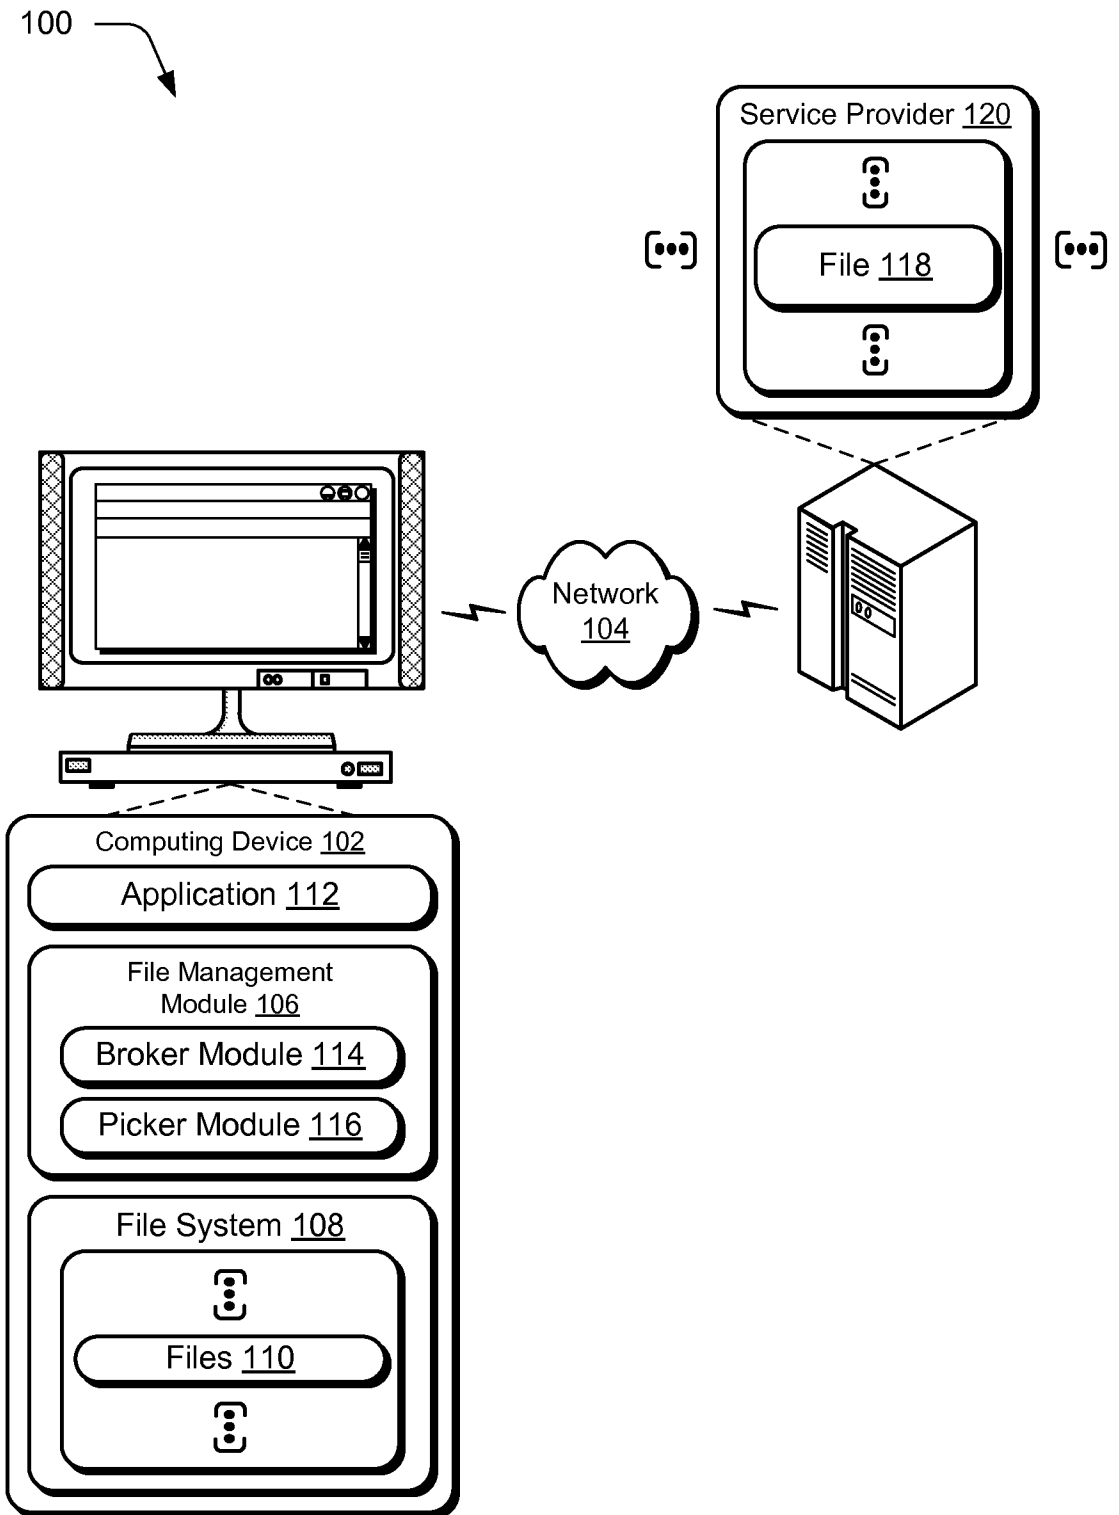 100
Service Provider 120
File 118
Network
104
Computing Device 102
Application 112
File Management
Module 106
Broker Module 114
Picker Module 116
File System 108
Files 110